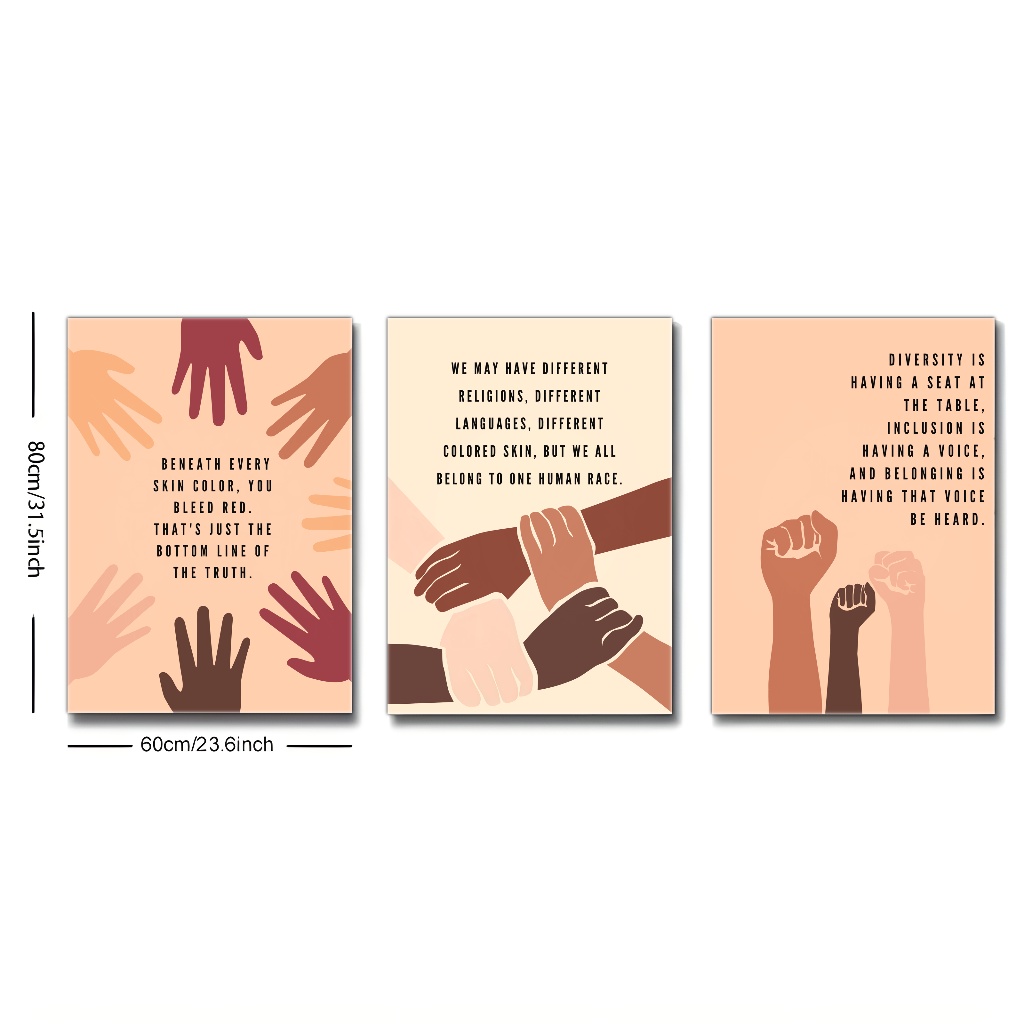 80cm/31.5inch
BENEATH EVERY
SKIN COLOR, YOU
BLEED RED.
THAT'S JUST THE
BOTTOM LINE OF
THE TRUTH.
60cm/23.6inch
WE MAY HAVE DIFFERENT
RELIGIONS, DIFFERENT
LANGUAGES, DIFFERENT
COLORED SKIN, BUT WE ALL
BELONG TO ONE HUMAN RACE.
DIVERSITY IS
HAVING A SEAT AT
THE TABLE,
INCLUSION IS
HAVING A VOICE,
AND BELONGING IS
HAVING THAT VOICE
BE HEARD.